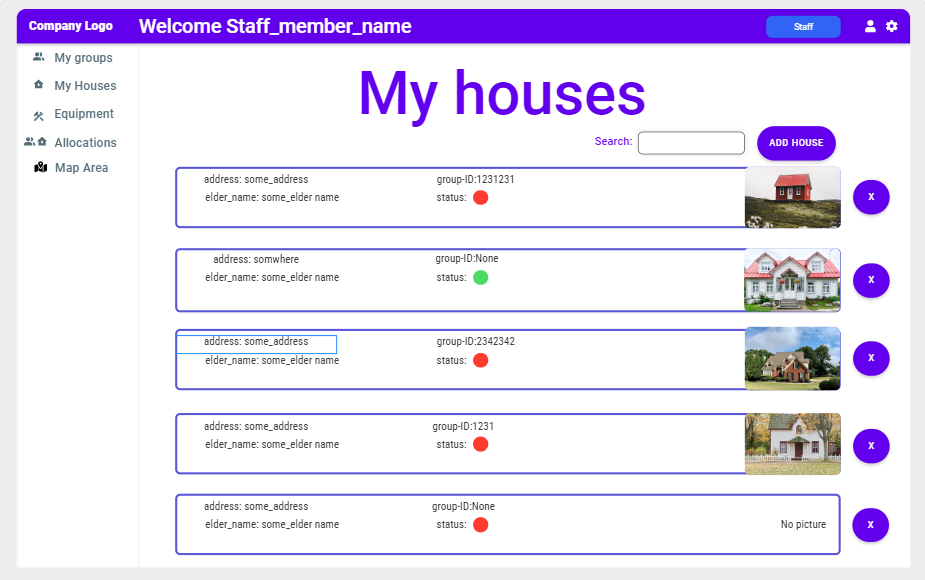 Company Logo
Welcome Staff_member_name
Staff
My groups
My Houses
Equipment
Allocations
Map Area
My houses
Search:
ADD HOUSE
address: some_address
group-ID:1231231
elder_name: some_elder name
status:
X
address: somwhere
group-ID:None
elder_name: some_elder name
status:
X
address: some_address
group-ID:2342342
elder_name: some_elder name
status:
X
address: some_address
group-ID:1231
elder_name: some_elder name
status:
X
address: some_address
group-ID:None
elder_name: some_elder name
status:
No picture
X